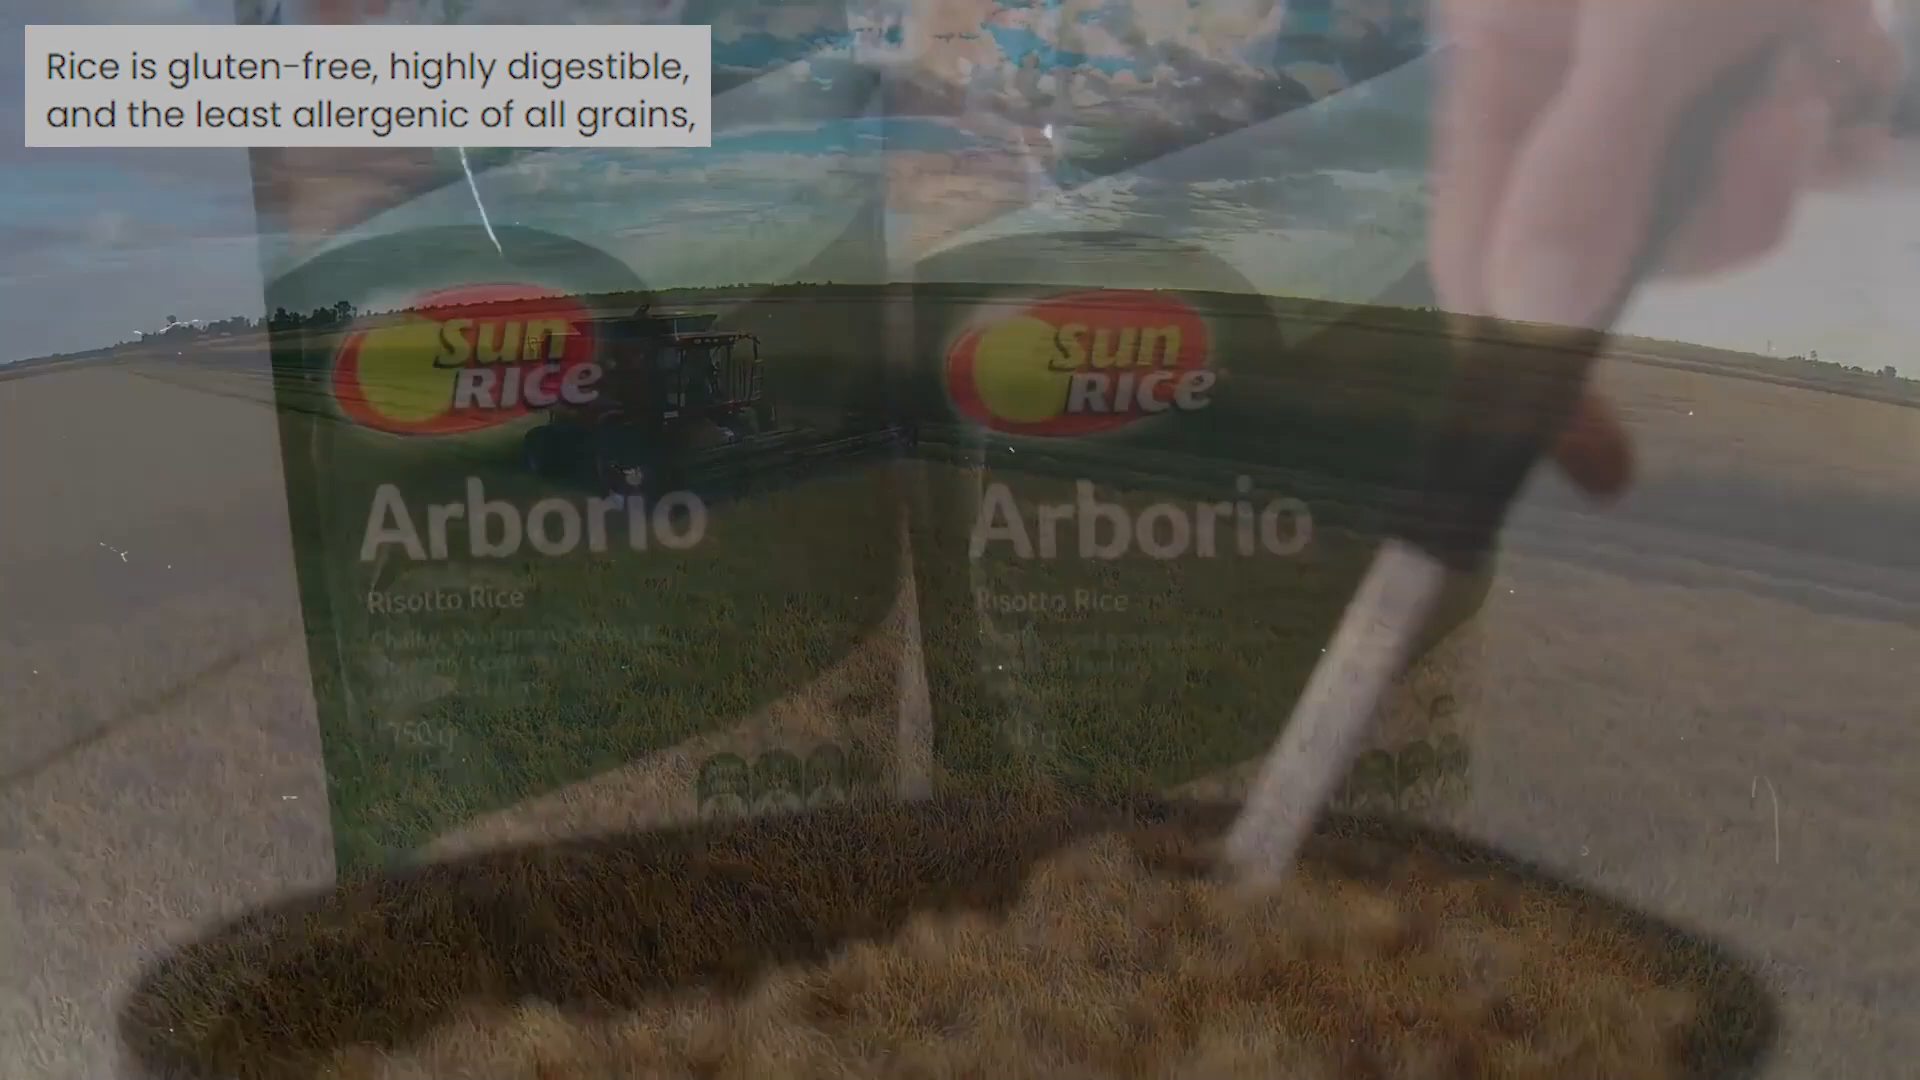 Rice is gluten-free, highly digestible,
and the least allergenic of all grains,
sun
RICE
Arborio
Risotto Rice
750g
sun
RICE
Arborio
Risotto Rice